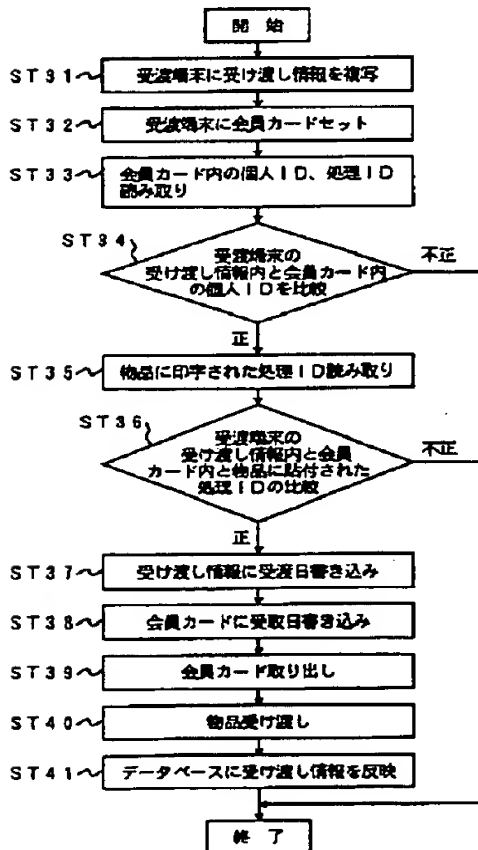 開始
ST31
受渡端末に受け渡し情報を複写
ST32
受渡端末に会員カードセット
ST33
会員カード内の個人ID、処理ID
読み取り
ST34
受渡端末の
受け渡し情報内と会員カード内
の個人IDを比較
不正
正
ST35
物品に印字された処理ID読み取り
ST36
受渡端末の
受け渡し情報内と会員
カード内と物品に貼付された
処理IDの比較
不正
正
ST37
受け渡し情報に受渡日書き込み
ST38
会員カードに受取日書き込み
ST39
会員カード取り出し
ST40
物品受け渡し
ST41
データベースに受け渡し情報を反映
終了